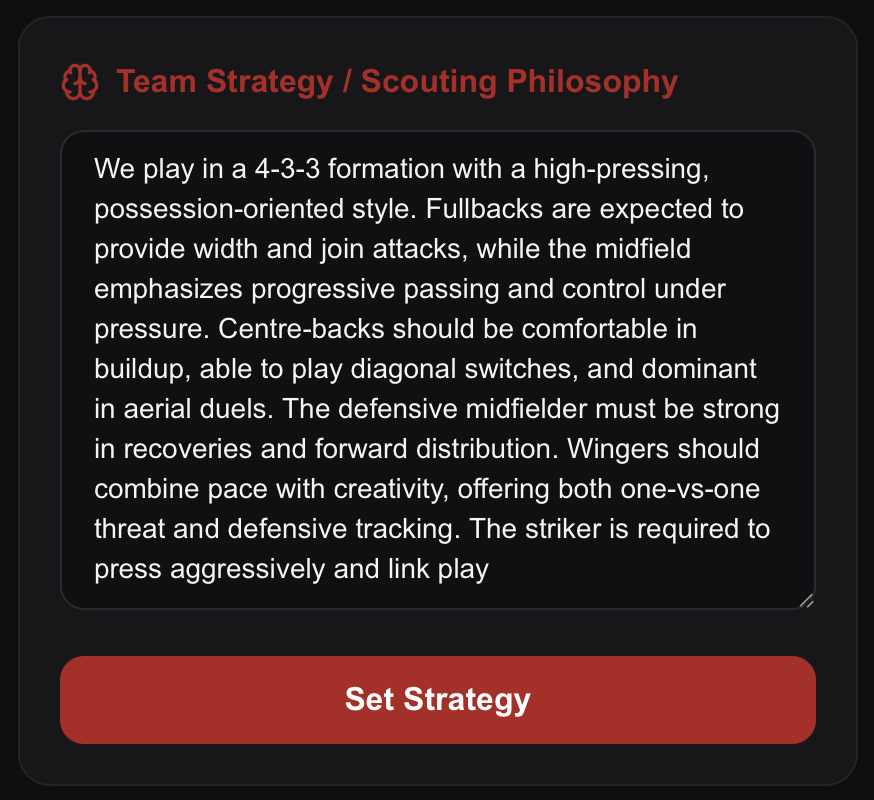 Team Strategy / Scouting Philosophy
We play in a 4-3-3 formation with a high-pressing,
possession-oriented style. Fullbacks are expected to
provide width and join attacks, while the midfield
emphasizes progressive passing and control under
pressure. Centre-backs should be comfortable in
buildup, able to play diagonal switches, and dominant
in aerial duels. The defensive midfielder must be strong
in recoveries and forward distribution. Wingers should
combine pace with creativity, offering both one-vs-one
threat and defensive tracking. The striker is required to
press aggressively and link play
Set Strategy